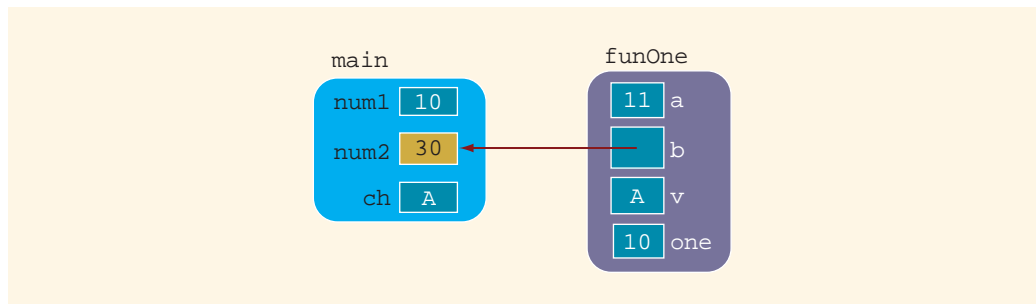 main
num1 10
num2 30
ch A
funOne
11 a
b
A v
10 one